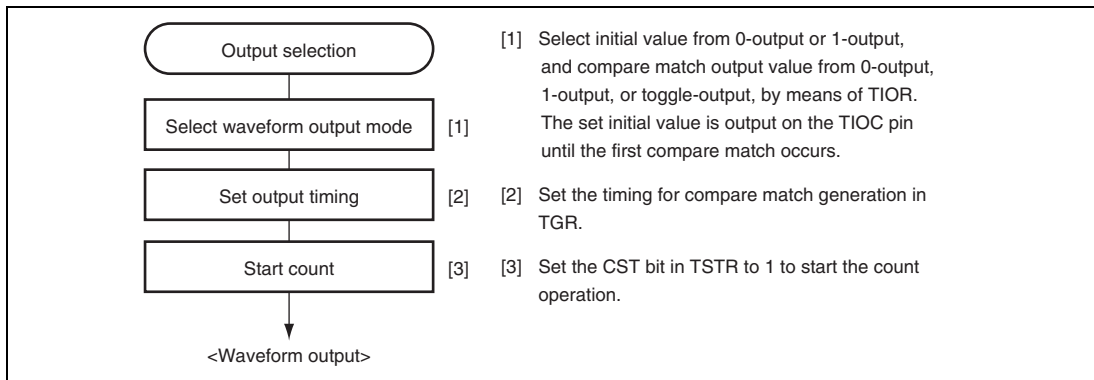 Output selection
Select waveform output mode [1]
Set output timing [2]
Start count [3]
<Waveform output>
[1] Select initial value from 0-output or 1-output,
and compare match output value from 0-output,
1-output, or toggle-output, by means of TIOR.
The set initial value is output on the TIOC pin
until the first compare match occurs.
[2] Set the timing for compare match generation in
TGR.
[3] Set the CST bit in TSTR to 1 to start the count
operation.